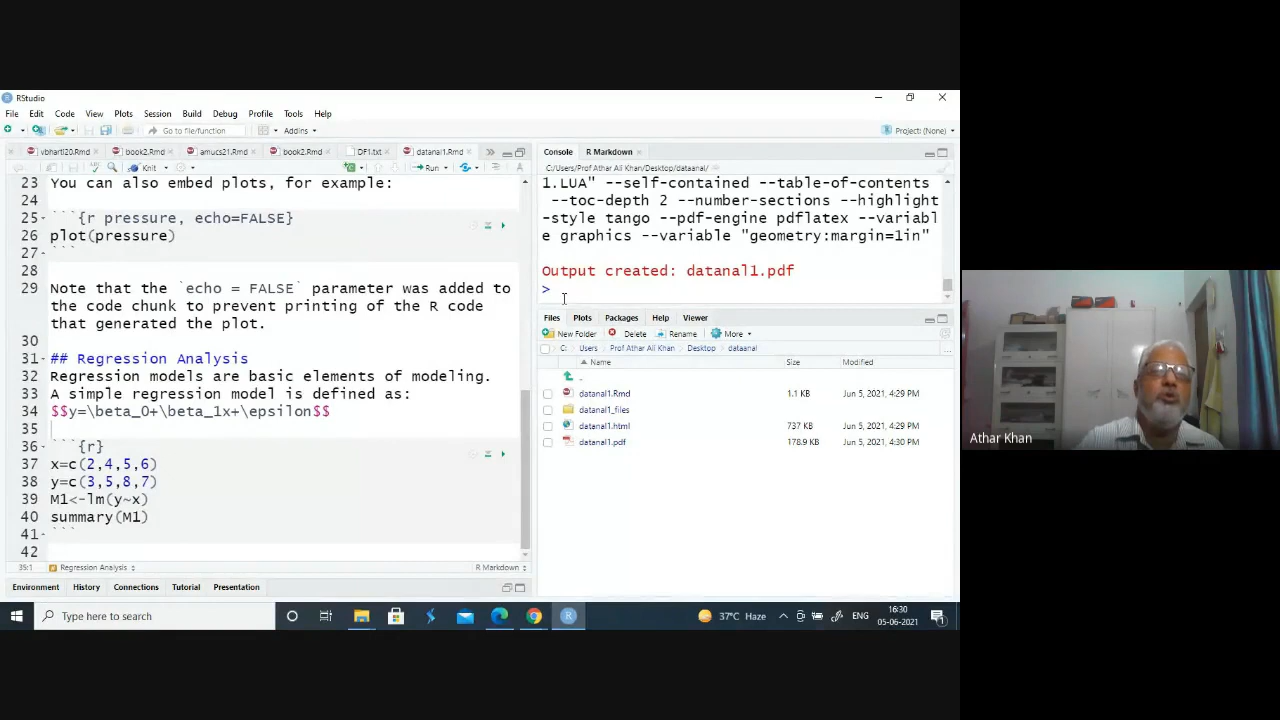 RStudio
File Edit Code View Plots Session Build Debug Profile Tools Help
Go to file/function Addins Project: (None)
vbharti20.Rmd book2.Rmd amucs21.Rmd book2.Rmd DF1.txt datanal1.Rmd
Knit Run
23 You can also embed plots, for example:
24
25 ```{r pressure, echo=FALSE}
26 plot(pressure)
27 ```
28
29 Note that the `echo = FALSE` parameter was added to
the code chunk to prevent printing of the R code
that generated the plot.
30
31 ## Regression Analysis
32 Regression models are basic elements of modeling.
33 A simple regression model is defined as:
34 $$y=\beta_0+\beta_1x+\epsilon$$
35
36 ```{r}
37 x=c(2,4,5,6)
38 y=c(3,5,8,7)
39 M1<-lm(y~x)
40 summary(M1)
41 ```
42
35:1 Regression Analysis R Markdown
Environment History Connections Tutorial Presentation
Console R Markdown
C:/Users/Prof Athar Ali Khan/Desktop/dataanal/
1.LUA" --self-contained --table-of-contents
--toc-depth 2 --number-sections --highlight
-style tango --pdf-engine pdflatex --variabl
e graphics --variable "geometry:margin=1in"
Output created: datanal1.pdf
>
Files Plots Packages Help Viewer
New Folder Delete Rename More
C: Users Prof Athar Ali Khan Desktop dataanal ...
Name Size Modified
..
datanal1.Rmd 1.1 KB Jun 5, 2021, 4:29 PM
datanal1_files
datanal1.html 737 KB Jun 5, 2021, 4:29 PM
datanal1.pdf 178.9 KB Jun 5, 2021, 4:30 PM
Athar Khan
Type here to search 37°C Haze ENG 16:30
05-06-2021 1